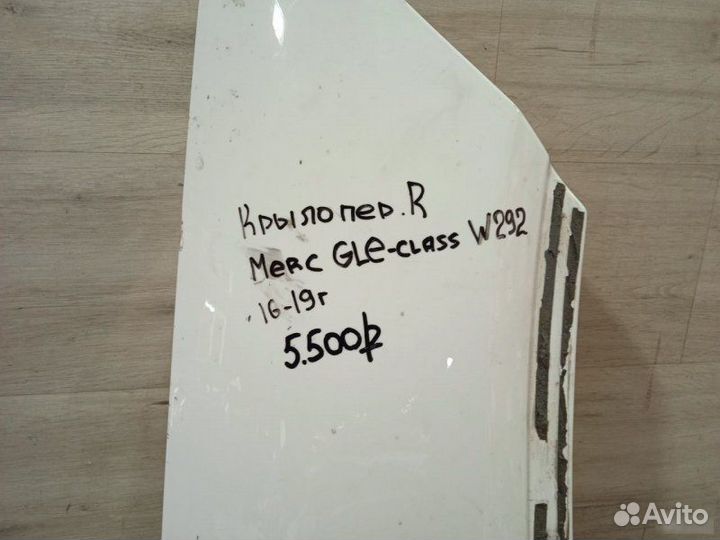 Крыло пер. R
Merc GLE-class W292
16-19г
5.500₽
Avito